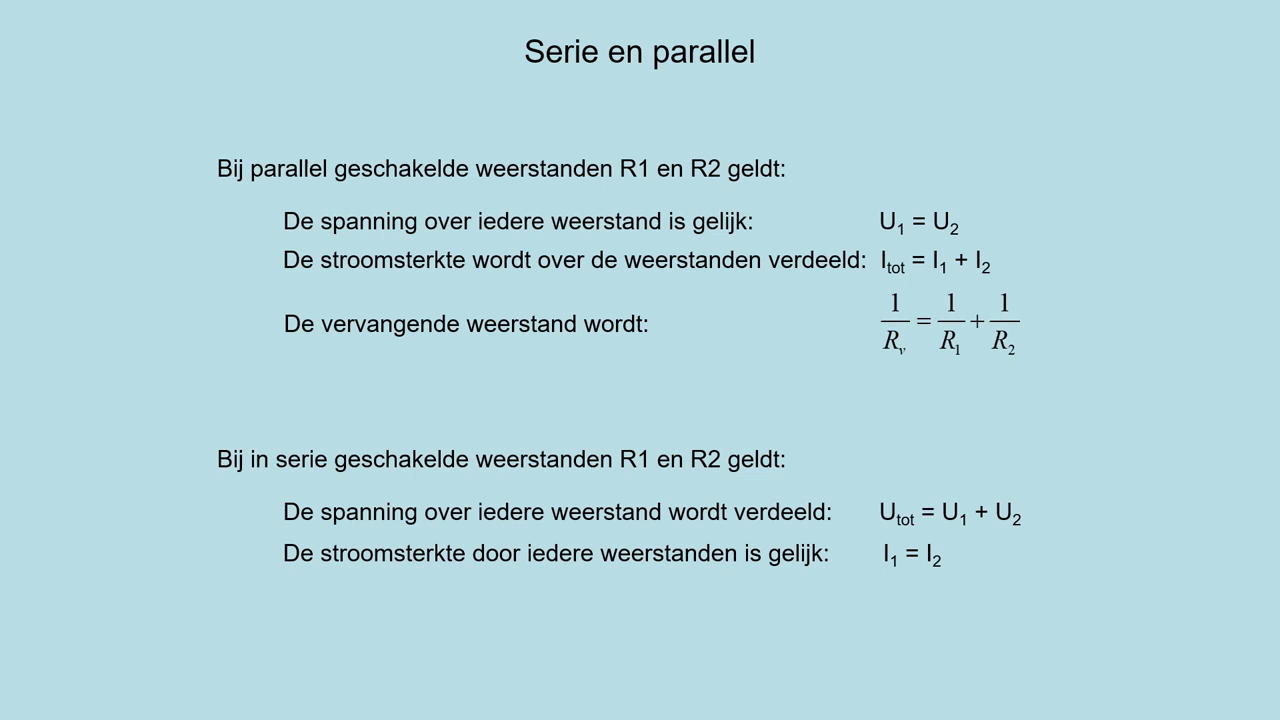 Serie en parallel
Bij parallel geschakelde weerstanden R1 en R2 geldt:
De spanning over iedere weerstand is gelijk: U₁ = U₂
De stroomsterkte wordt over de weerstanden verdeeld: Iₜₒₜ = I₁ + I₂
De vervangende weerstand wordt: 1/Rᵥ = 1/R₁ + 1/R₂
Bij in serie geschakelde weerstanden R1 en R2 geldt:
De spanning over iedere weerstand wordt verdeeld: Uₜₒₜ = U₁ + U₂
De stroomsterkte door iedere weerstanden is gelijk: I₁ = I₂